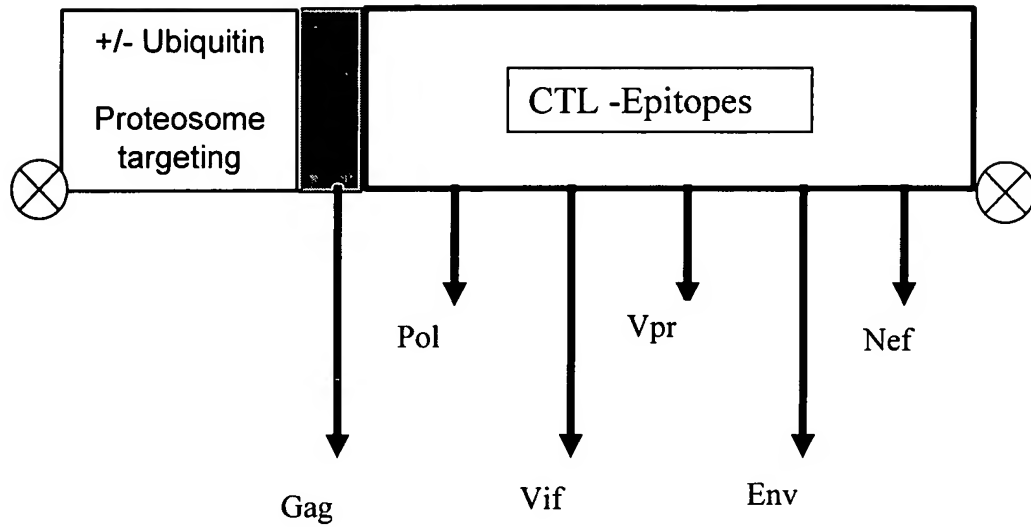 +/- Ubiquitin
Proteosome
targeting
CTL -Epitopes
Pol
Vpr
Nef
Gag
Vif
Env